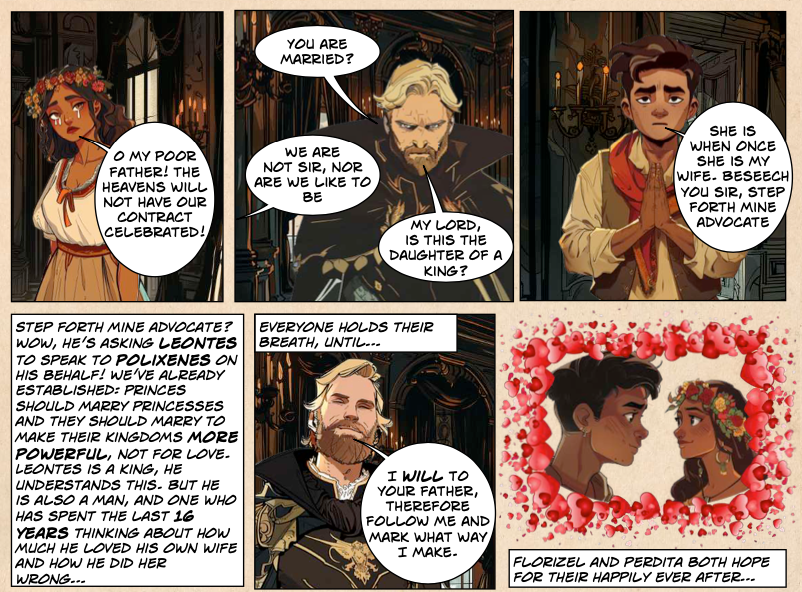 O MY POOR
FATHER! THE
HEAVENS WILL
NOT HAVE OUR
CONTRACT
CELEBRATED!
YOU ARE
MARRIED?
WE ARE
NOT SIR, NOR
ARE WE LIKE TO
BE
MY LORD,
IS THIS THE
DAUGHTER OF A
KING?
SHE IS
WHEN ONCE
SHE IS MY
WIFE. BESEECH
YOU SIR, STEP
FORTH MINE
ADVOCATE
STEP FORTH MINE ADVOCATE?
WOW, HE'S ASKING LEONTES
TO SPEAK TO POLIXENES ON
HIS BEHALF! WE'VE ALREADY
ESTABLISHED: PRINCES
SHOULD MARRY PRINCESSES
AND THEY SHOULD MARRY TO
MAKE THEIR KINGDOMS MORE
POWERFUL, NOT FOR LOVE.
LEONTES IS A KING, HE
UNDERSTANDS THIS. BUT HE
IS ALSO A MAN, AND ONE WHO
HAS SPENT THE LAST 16
YEARS THINKING ABOUT HOW
MUCH HE LOVED HIS OWN WIFE
AND HOW HE DID HER
WRONG...
EVERYONE HOLDS THEIR
BREATH, UNTIL...
I WILL TO
YOUR FATHER,
THEREFORE
FOLLOW ME AND
MARK WHAT WAY
I MAKE.
FLORIZEL AND PERDITA BOTH HOPE
FOR THEIR HAPPILY EVER AFTER...